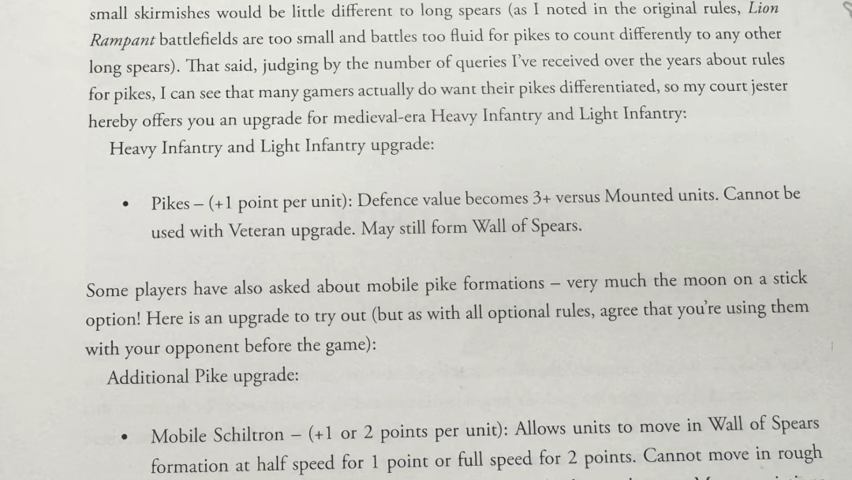 small skirmishes would be little different to long spears (as I noted in the original rules, Lion
Rampant battlefields are too small and battles too fluid for pikes to count differently to any other
long spears). That said, judging by the number of queries I've received over the years about rules
for pikes, I can see that many gamers actually do want their pikes differentiated, so my court jester
hereby offers you an upgrade for medieval-era Heavy Infantry and Light Infantry:
Heavy Infantry and Light Infantry upgrade:
• Pikes – (+1 point per unit): Defence value becomes 3+ versus Mounted units. Cannot be
used with Veteran upgrade. May still form Wall of Spears.
Some players have also asked about mobile pike formations – very much the moon on a stick
option! Here is an upgrade to try out (but as with all optional rules, agree that you're using them
with your opponent before the game):
Additional Pike upgrade:
• Mobile Schiltron – (+1 or 2 points per unit): Allows units to move in Wall of Spears
formation at half speed for 1 point or full speed for 2 points. Cannot move in rough